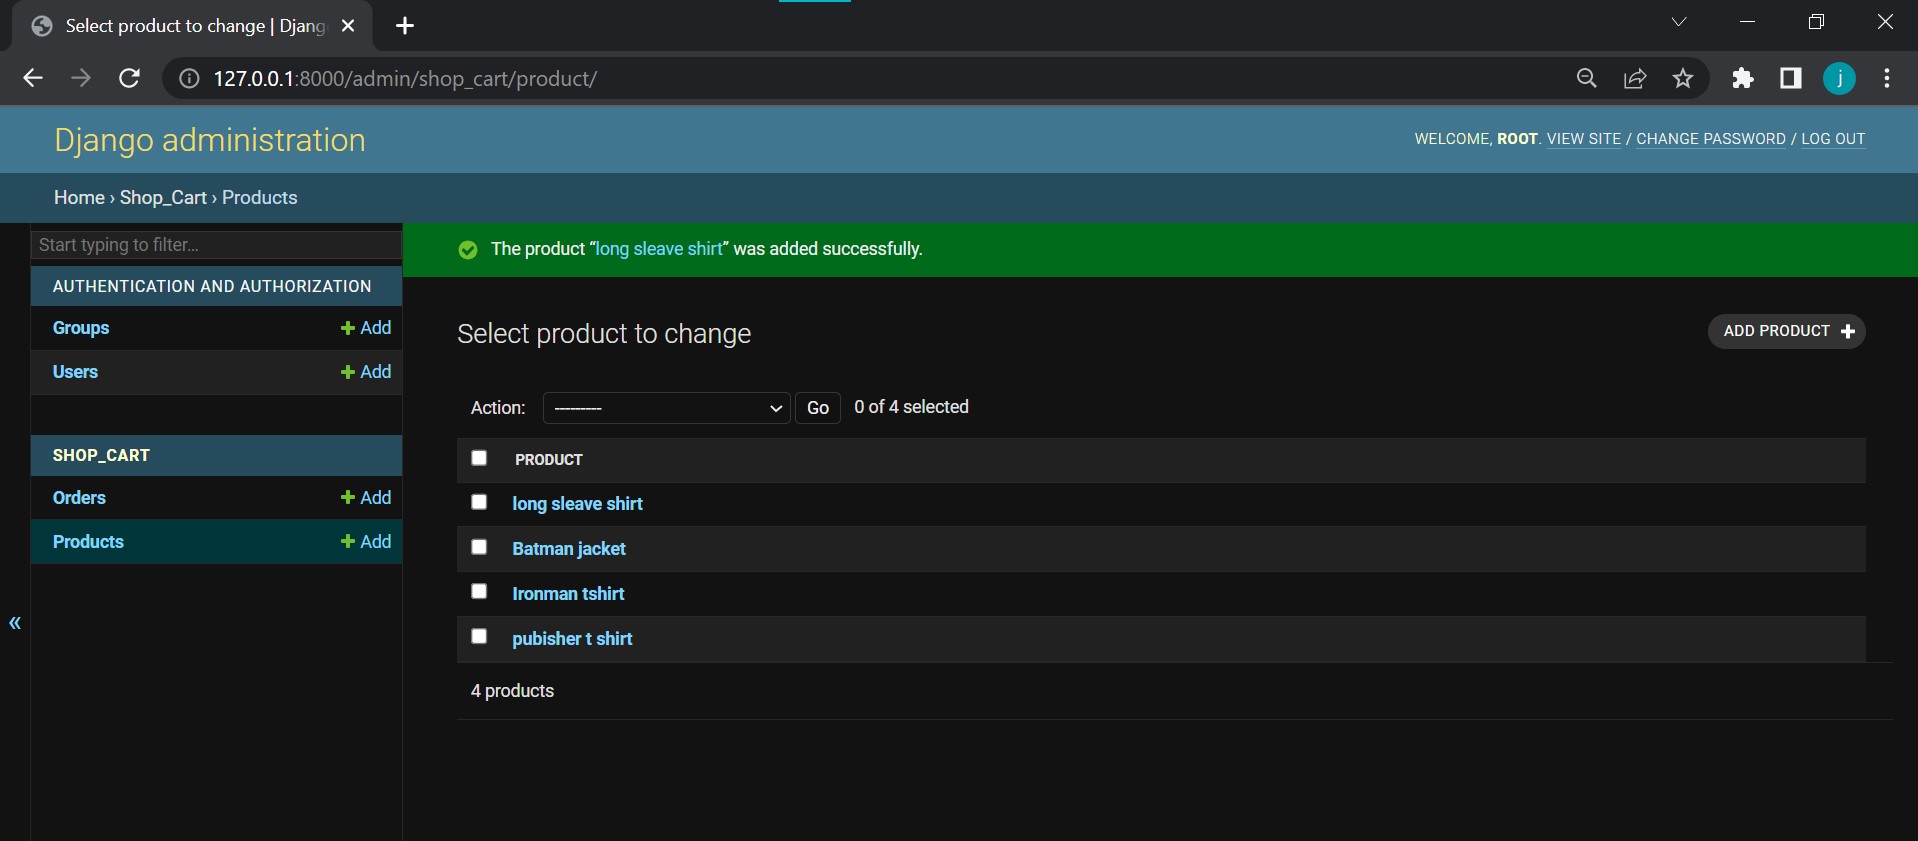 Select product to change | Djang
127.0.0.1:8000/admin/shop_cart/product/
j
Django administration
WELCOME, ROOT. VIEW SITE / CHANGE PASSWORD / LOG OUT
Home › Shop_Cart › Products
Start typing to filter...
AUTHENTICATION AND AUTHORIZATION
Groups + Add
Users + Add
SHOP_CART
Orders + Add
Products + Add
«
The product “long sleave shirt” was added successfully.
Select product to change
ADD PRODUCT +
Action: --------- Go 0 of 4 selected
PRODUCT
long sleave shirt
Batman jacket
Ironman tshirt
pubisher t shirt
4 products